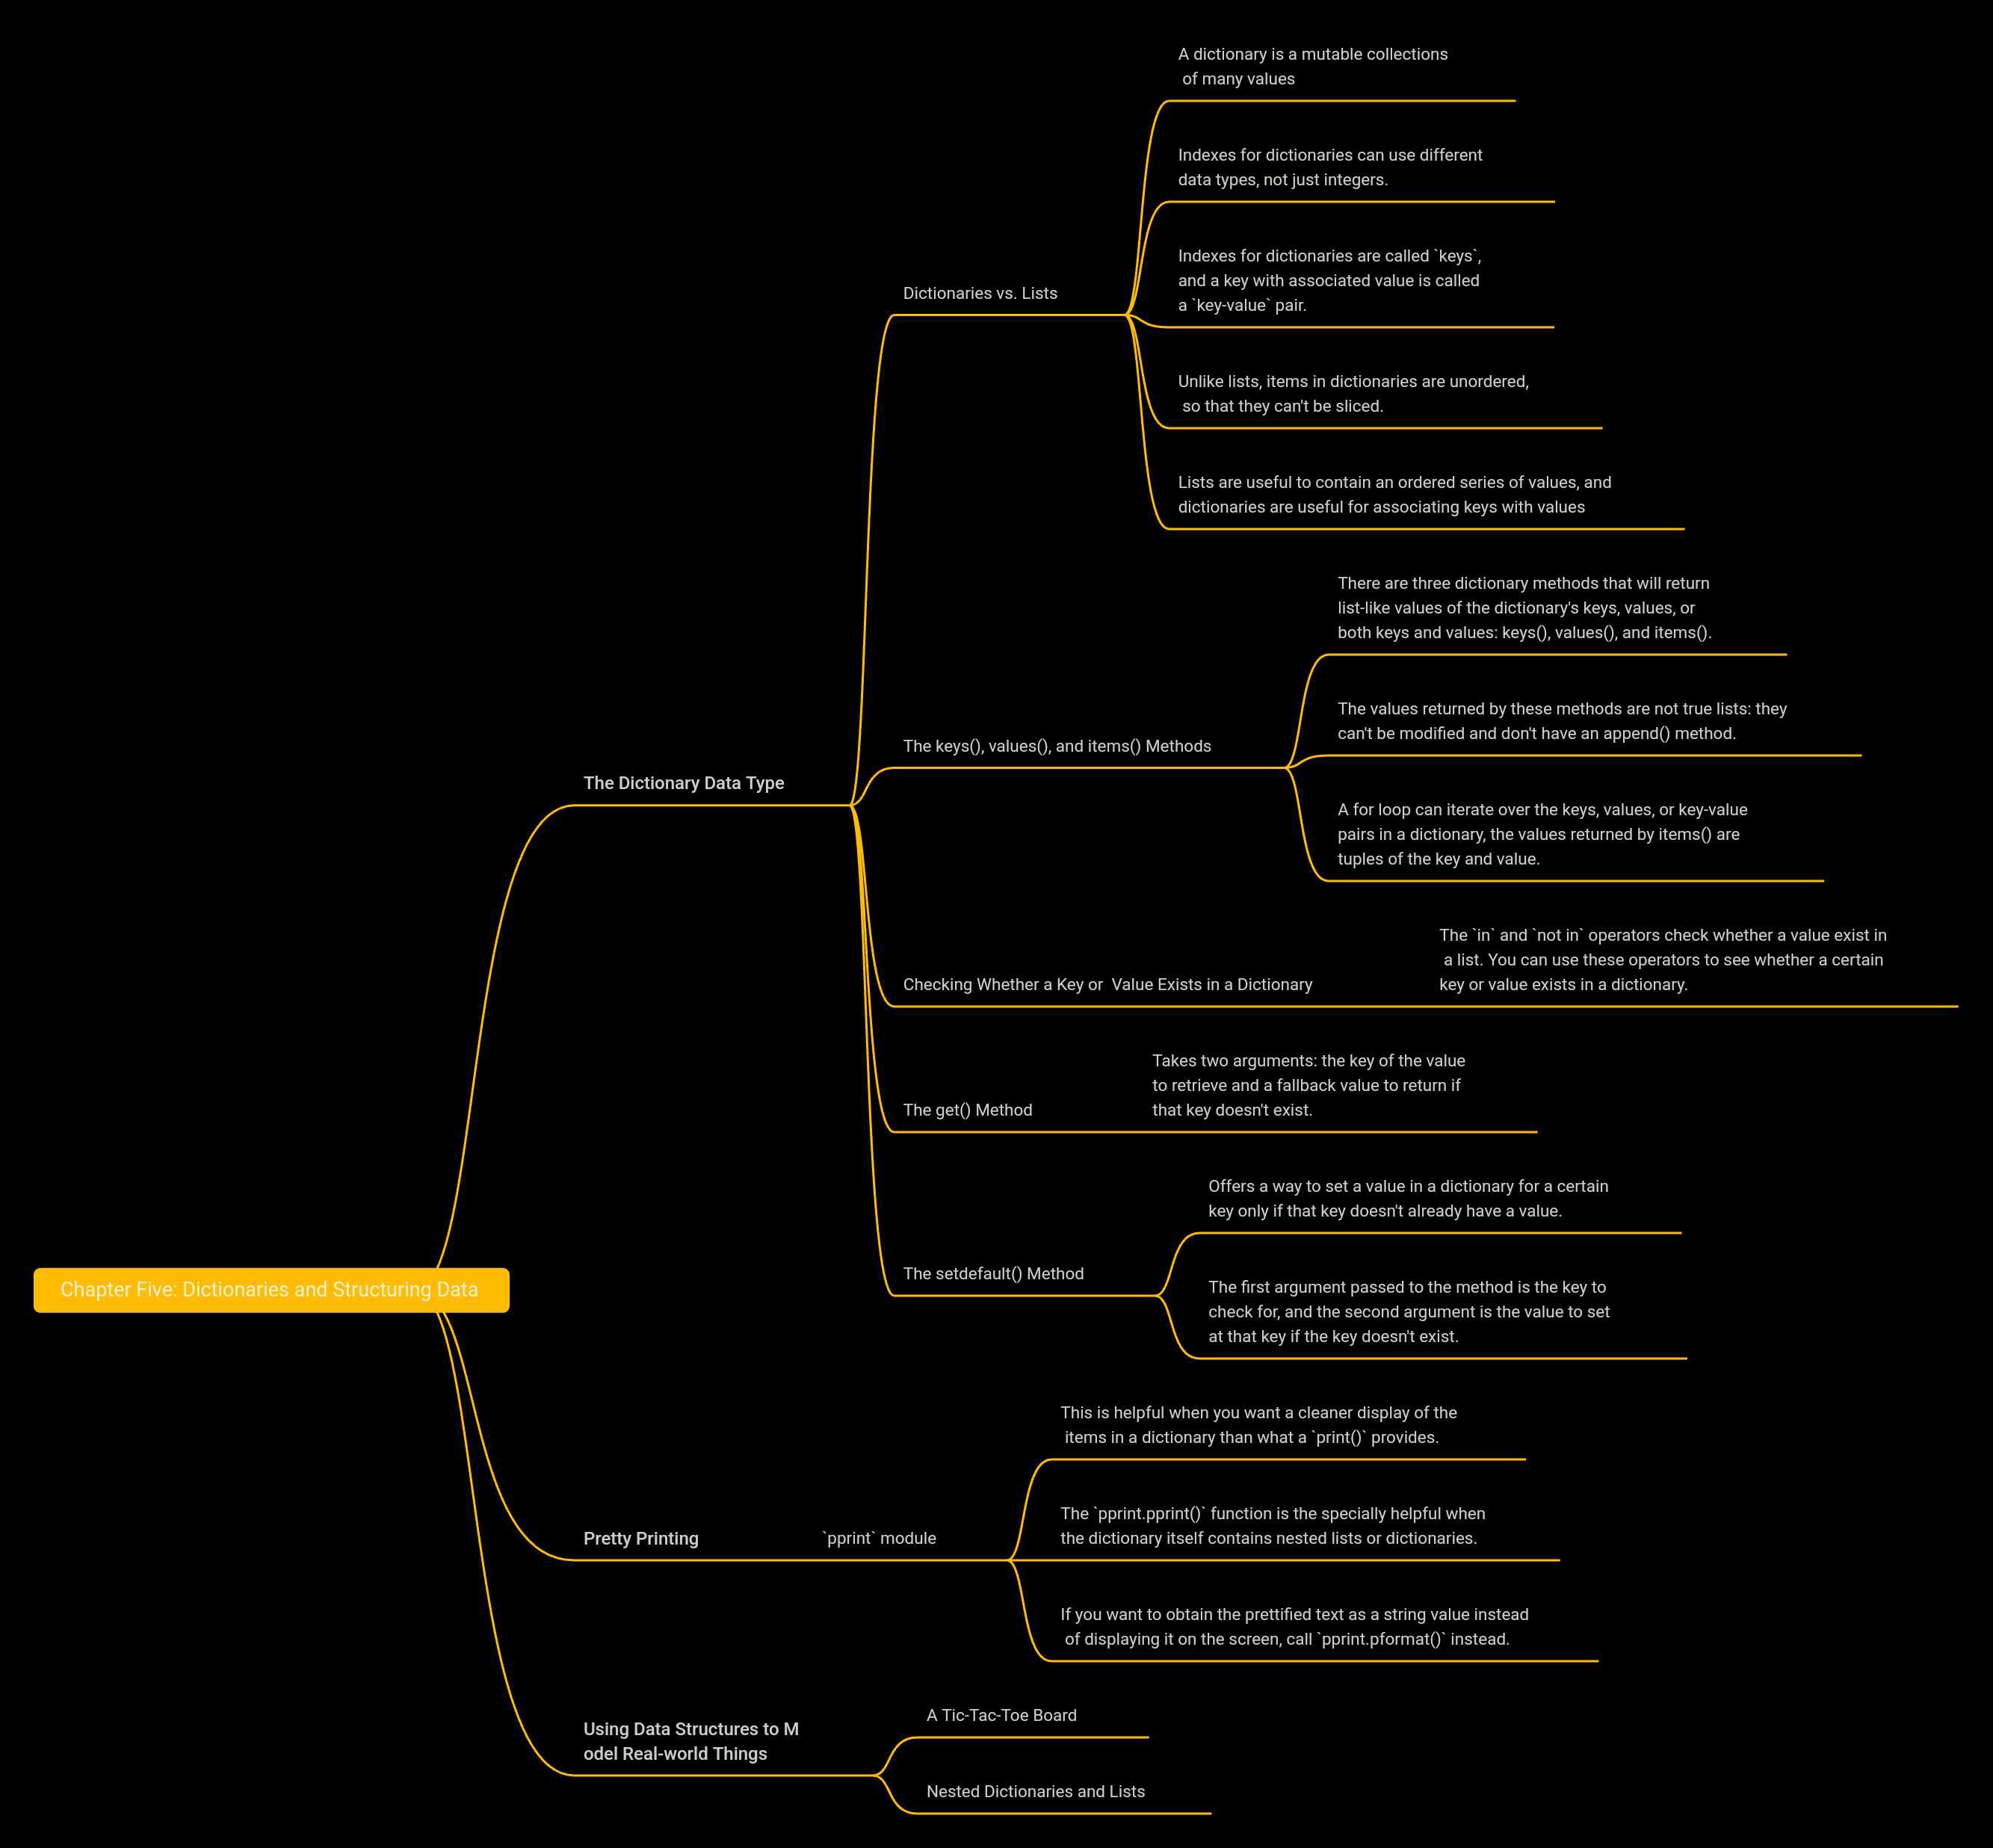 Chapter Five: Dictionaries and Structuring Data
The Dictionary Data Type
Dictionaries vs. Lists
A dictionary is a mutable collections
of many values
Indexes for dictionaries can use different
data types, not just integers.
Indexes for dictionaries are called `keys`,
and a key with associated value is called
a `key-value` pair.
Unlike lists, items in dictionaries are unordered,
so that they can't be sliced.
Lists are useful to contain an ordered series of values, and
dictionaries are useful for associating keys with values
The keys(), values(), and items() Methods
There are three dictionary methods that will return
list-like values of the dictionary's keys, values, or
both keys and values: keys(), values(), and items().
The values returned by these methods are not true lists: they
can't be modified and don't have an append() method.
A for loop can iterate over the keys, values, or key-value
pairs in a dictionary, the values returned by items() are
tuples of the key and value.
Checking Whether a Key or  Value Exists in a Dictionary
The `in` and `not in` operators check whether a value exist in
a list. You can use these operators to see whether a certain
key or value exists in a dictionary.
The get() Method
Takes two arguments: the key of the value
to retrieve and a fallback value to return if
that key doesn't exist.
The setdefault() Method
Offers a way to set a value in a dictionary for a certain
key only if that key doesn't already have a value.
The first argument passed to the method is the key to
check for, and the second argument is the value to set
at that key if the key doesn't exist.
Pretty Printing
`pprint` module
This is helpful when you want a cleaner display of the
items in a dictionary than what a `print()` provides.
The `pprint.pprint()` function is the specially helpful when
the dictionary itself contains nested lists or dictionaries.
If you want to obtain the prettified text as a string value instead
of displaying it on the screen, call `pprint.pformat()` instead.
Using Data Structures to M
odel Real-world Things
A Tic-Tac-Toe Board
Nested Dictionaries and Lists